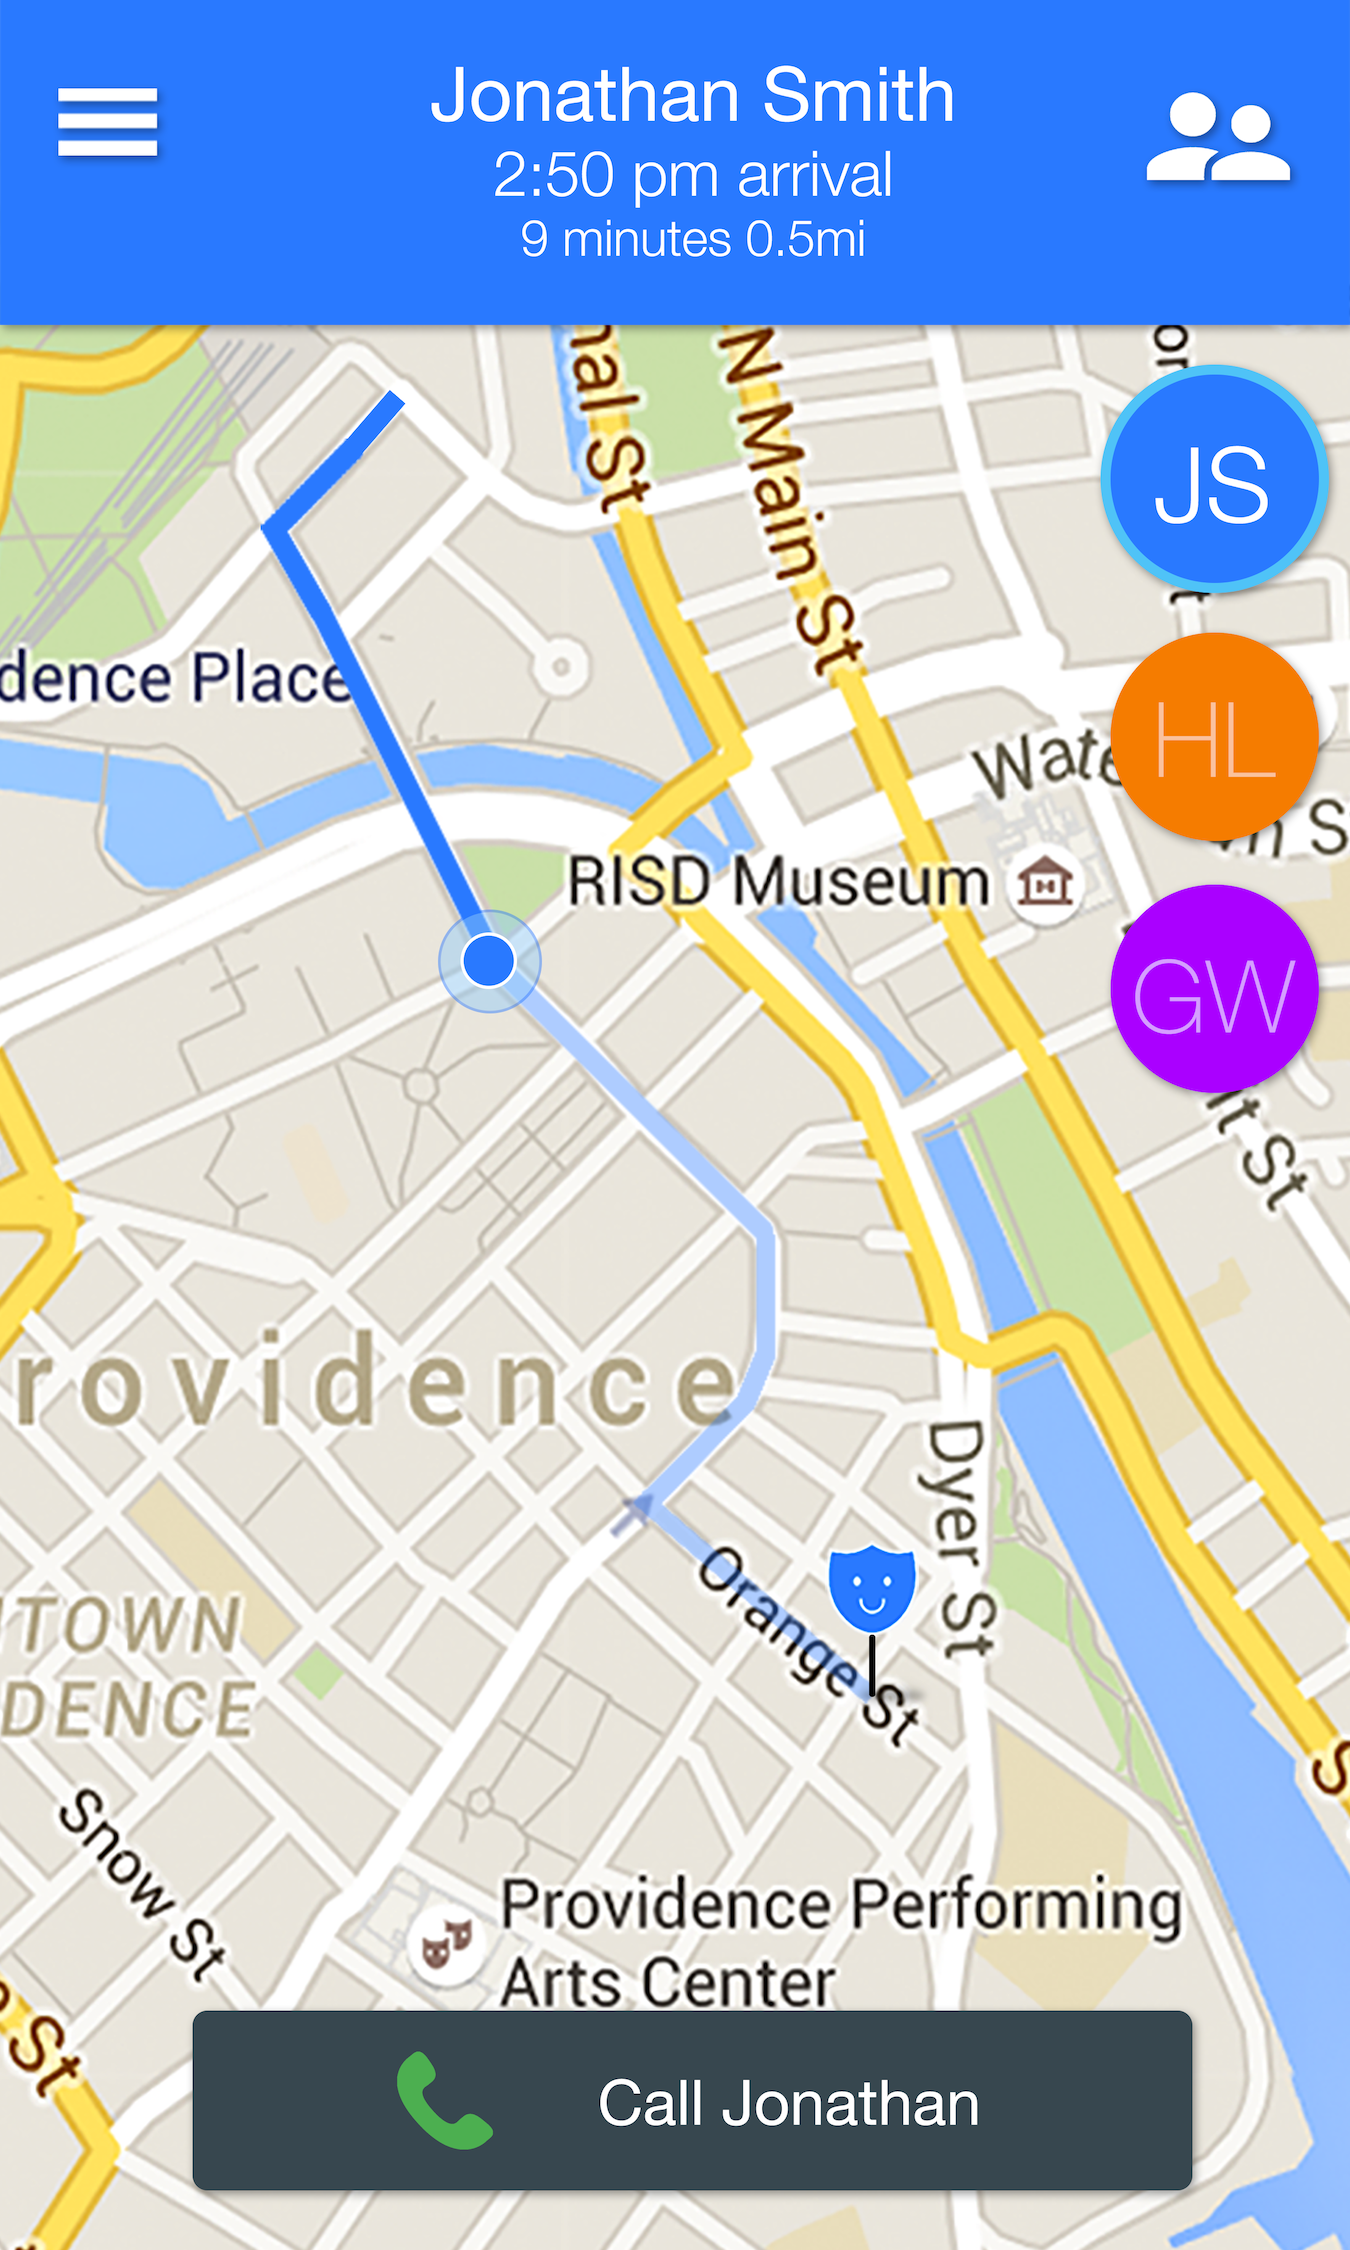 Jonathan Smith
2:50 pm arrival
9 minutes 0.5mi
nal St
N Main St
JS
dence Place
HL
Wate
RISD Museum
GW
rovidence
Dyer St
Orange St
TOWN
DENCE
Snow St
Providence Performing
Arts Center
St
Call Jonathan